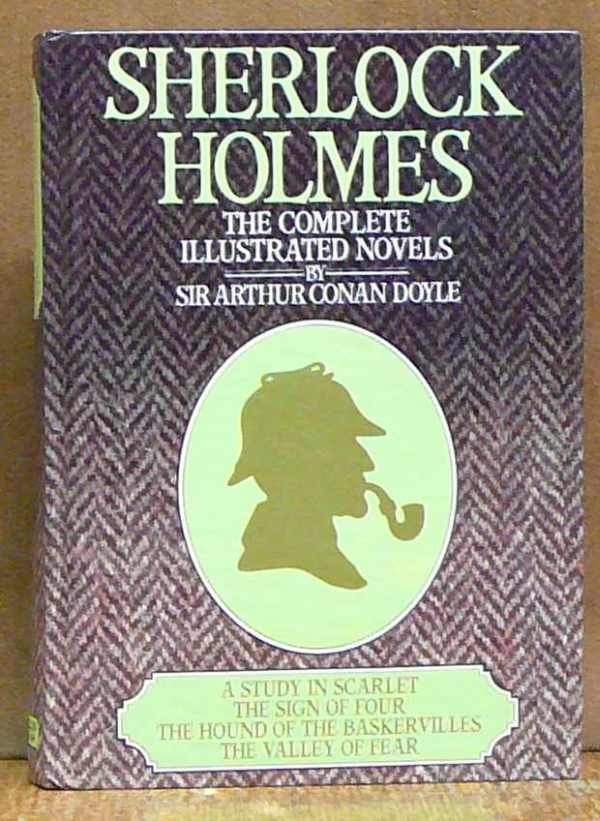 SHERLOCK
HOLMES
THE COMPLETE
ILLUSTRATED NOVELS
BY
SIR ARTHUR CONAN DOYLE
A STUDY IN SCARLET
THE SIGN OF FOUR
THE HOUND OF THE BASKERVILLES
THE VALLEY OF FEAR